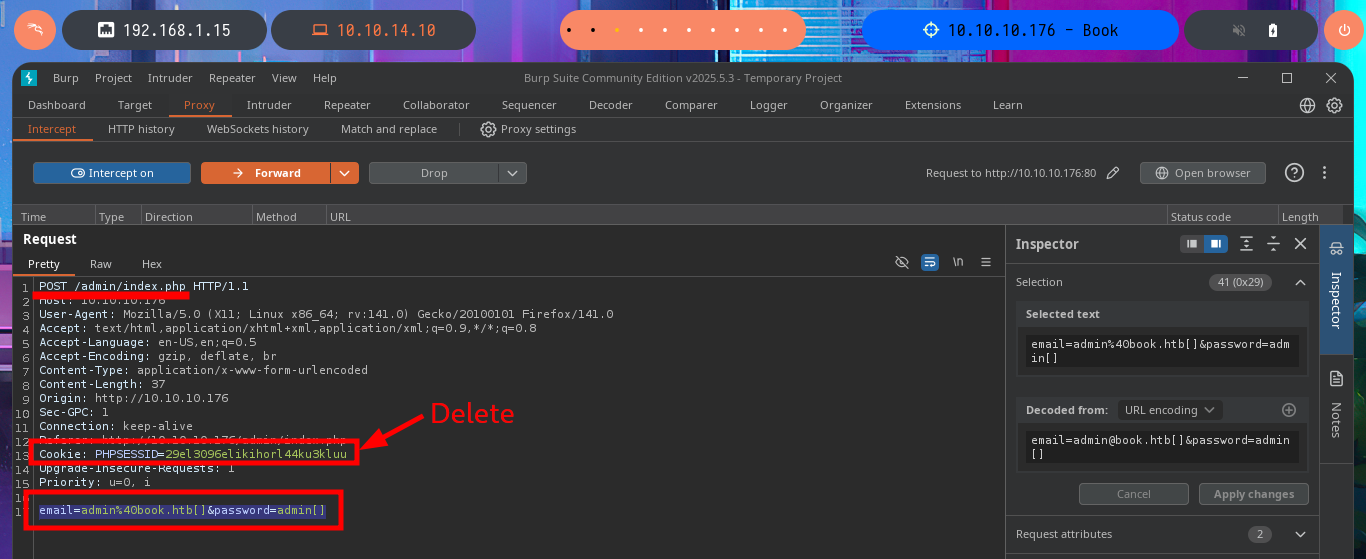 192.168.1.15
10.10.14.10
10.10.10.176 - Book
Burp Project Intruder Repeater View Help
Burp Suite Community Edition v2025.5.3 - Temporary Project
Dashboard Target Proxy Intruder Repeater Collaborator Sequencer Decoder Comparer Logger Organizer Extensions Learn
Intercept HTTP history WebSockets history Match and replace Proxy settings
Intercept on Forward Drop Request to http://10.10.10.176:80 Open browser
Time Type Direction Method URL Status code Length
Request
Pretty Raw Hex \n
1 POST /admin/index.php HTTP/1.1
2 Host: 10.10.10.176
3 User-Agent: Mozilla/5.0 (X11; Linux x86_64; rv:141.0) Gecko/20100101 Firefox/141.0
4 Accept: text/html,application/xhtml+xml,application/xml;q=0.9,*/*;q=0.8
5 Accept-Language: en-US,en;q=0.5
6 Accept-Encoding: gzip, deflate, br
7 Content-Type: application/x-www-form-urlencoded
8 Content-Length: 37
9 Origin: http://10.10.10.176
10 Sec-GPC: 1
11 Connection: keep-alive
12 Referer: http://10.10.10.176/admin/index.php
13 Cookie: PHPSESSID=29el3096elikihorl44ku3kluu
14 Upgrade-Insecure-Requests: 1
15 Priority: u=0, i
16
17 email=admin%40book.htb[]&password=admin[]
Delete
Inspector
Selection 41 (0x29)
Selected text
email=admin%40book.htb[]&password=adm
in[]
Decoded from: URL encoding
email=admin@book.htb[]&password=admin
[]
Cancel Apply changes
Request attributes 2
Inspector
Notes